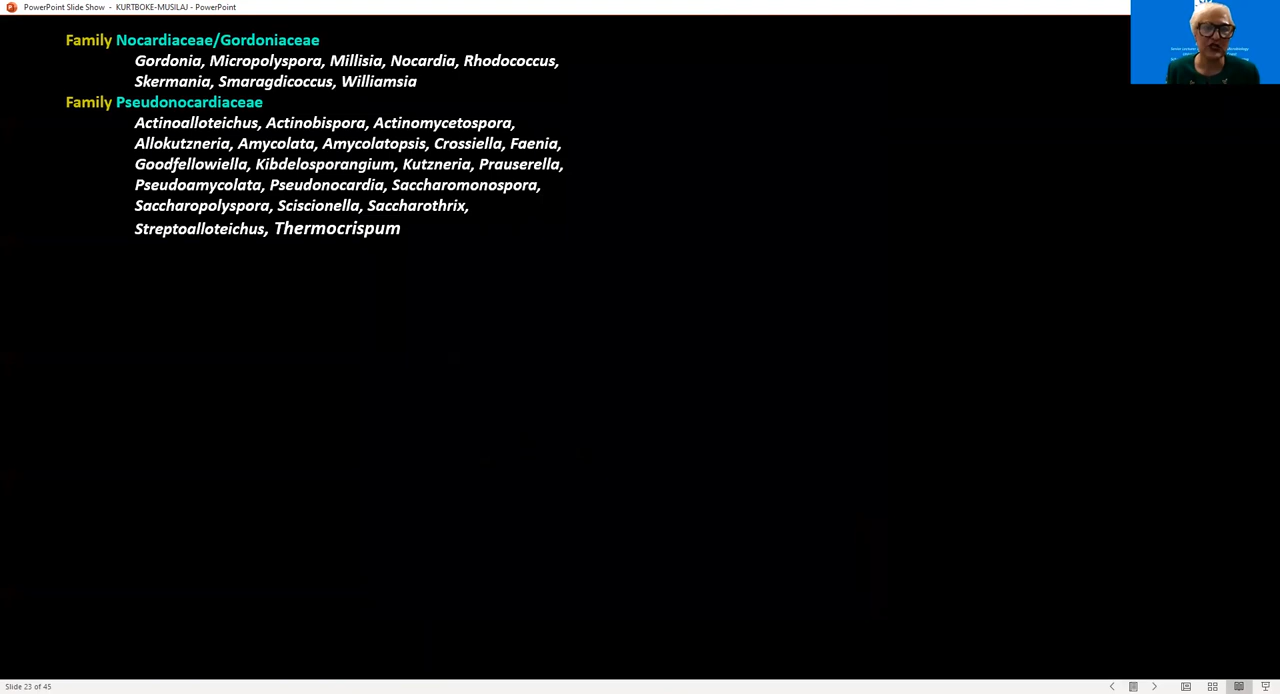 PowerPoint Slide Show - KURTBOKE-MUSILAJ - PowerPoint
Family Nocardiaceae/Gordoniaceae
Gordonia, Micropolyspora, Millisia, Nocardia, Rhodococcus,
Skermania, Smaragdicoccus, Williamsia
Family Pseudonocardiaceae
Actinoalloteichus, Actinobispora, Actinomycetospora,
Allokutzneria, Amycolata, Amycolatopsis, Crossiella, Faenia,
Goodfellowiella, Kibdelosporangium, Kutzneria, Prauserella,
Pseudoamycolata, Pseudonocardia, Saccharomonospora,
Saccharopolyspora, Sciscionella, Saccharothrix,
Streptoalloteichus, Thermocrispum
Slide 23 of 45